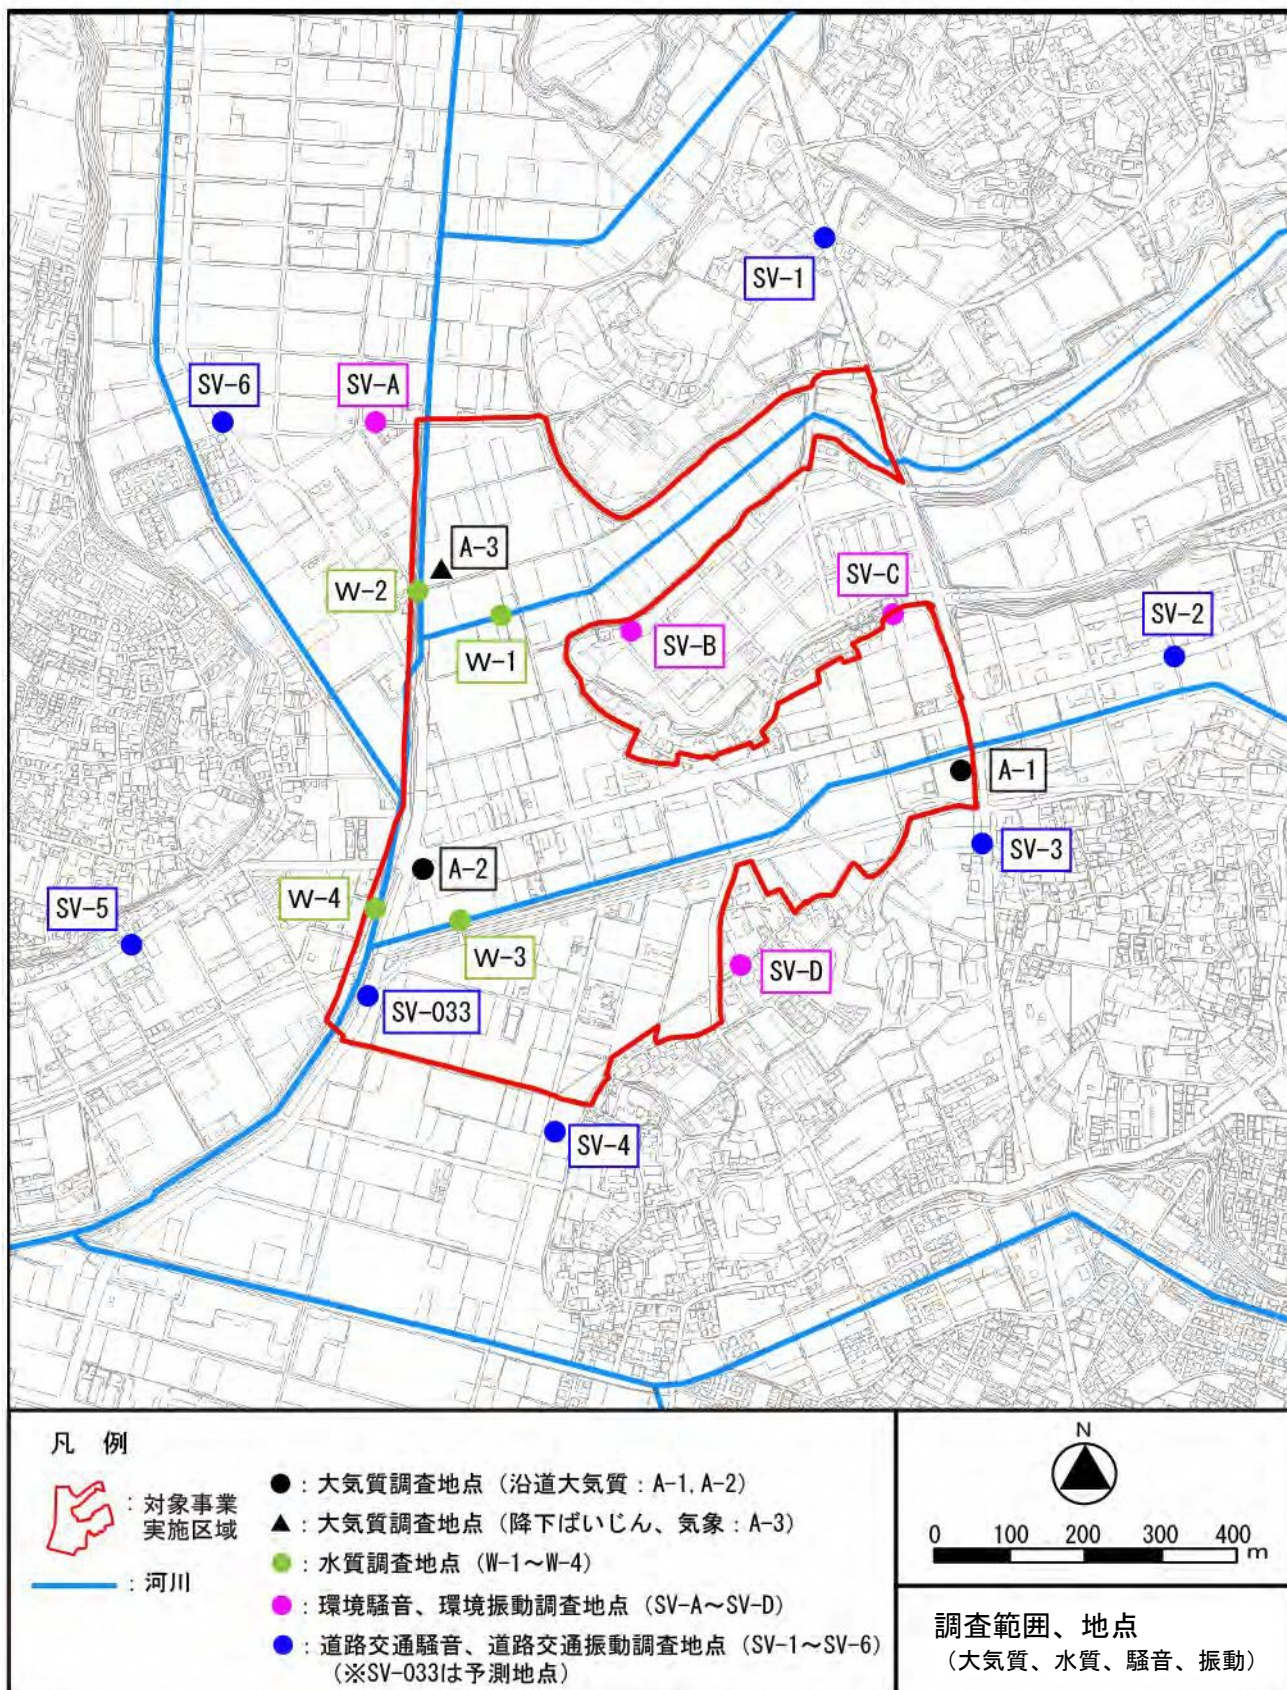 SV-1
SV-6
SV-A
A-3
W-2
SV-C
SV-2
SV-B
W-1
A-1
SV-3
A-2
W-4
SV-5
W-3
SV-D
SV-033
SV-4
凡 例
：対象事業
実施区域
：河川
●：大気質調査地点（沿道大気質：A-1, A-2）
▲：大気質調査地点（降下ばいじん、気象：A-3）
●：水質調査地点（W-1～W-4）
●：環境騒音、環境振動調査地点（SV-A～SV-D）
●：道路交通騒音、道路交通振動調査地点（SV-1～SV-6）
（※SV-033は予測地点）
N
0 100 200 300 400
m
調査範囲、地点
（大気質、水質、騒音、振動）